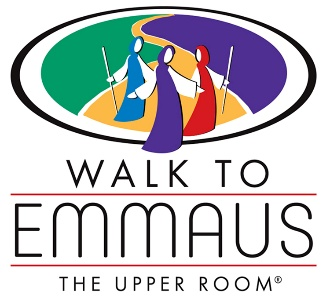 WALK TO
EMMAUS
THE UPPER ROOM®